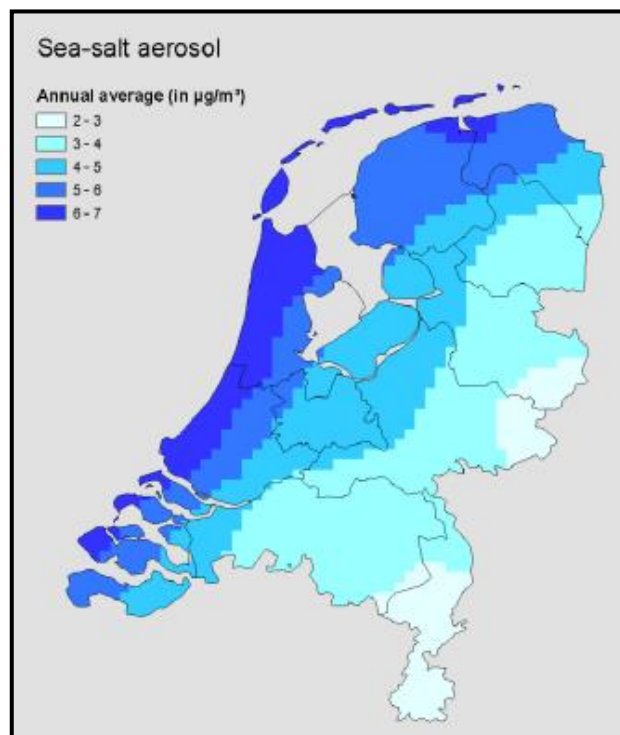 Sea-salt aerosol
Annual average (in µg/m³)
2 - 3
3 - 4
4 - 5
5 - 6
6 - 7